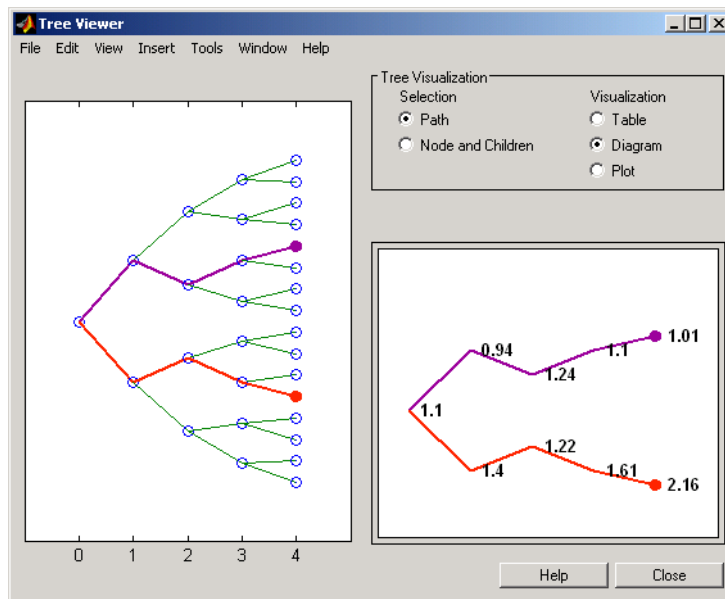 Tree Viewer
File Edit View Insert Tools Window Help
Tree Visualization
Selection
Visualization
Path
Table
Node and Children
Diagram
Plot
0.94
1.1
1.01
1.24
1.1
1.22
1.4
1.61
2.16
0 1 2 3 4
Help
Close